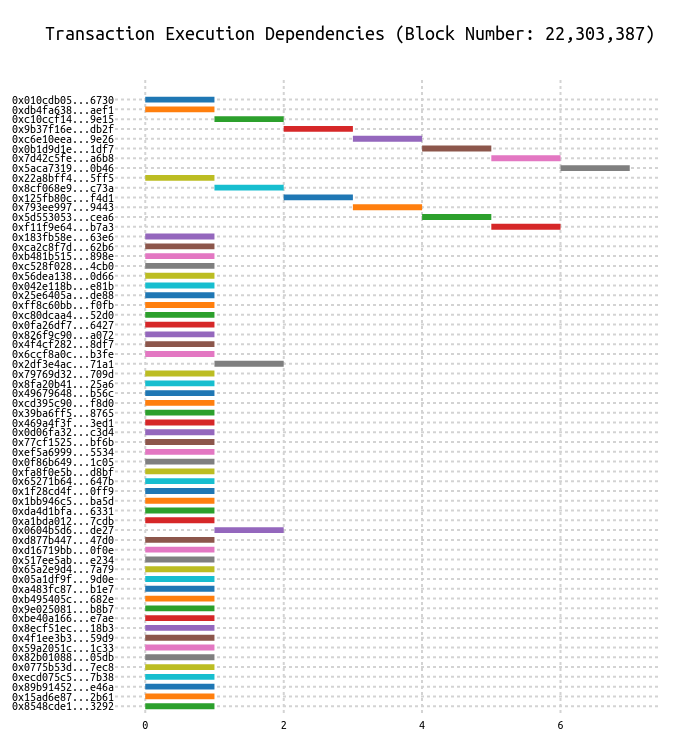 Transaction Execution Dependencies (Block Number: 22,303,387)
0x010cdb05...6730
0xdb4fa638...aef1
0xc10ccf14...9e15
0x9b37f16e...db2f
0xc6e10eea...9e26
0x0b1d9d1e...1df7
0x7d42c5fe...a6b8
0x5aca7319...0b46
0x22a8bff4...5ff5
0x8cf068e9...c73a
0x125fb80c...f4d1
0x793ee997...9443
0x5d553053...cea6
0xf11f9e64...b7a3
0x183fb58e...63e6
0xca2c8f7d...62b6
0xb481b515...898e
0xc528f028...4cb0
0x56dea138...0d66
0x042e118b...e81b
0x25e6405a...de88
0xff8c60bb...f0fb
0xc80dcaa4...52d0
0x0fa26df7...6427
0x826f9c90...a072
0x4f4cf282...8df7
0x6ccf8a0c...b3fe
0x2df3e4ac...71a1
0x79769d32...709d
0x8fa20b41...25a6
0x49679648...b56c
0xcd395c90...f8d0
0x39ba6ff5...8765
0x469a4f3f...3ed1
0x0d06fa32...c3d4
0x77cf1525...bf6b
0xef5a6999...5534
0x0f86b649...1c05
0xfa8f0e5b...d8bf
0x65271b64...647b
0x1f28cd4f...0ff9
0x1bb946c5...ba5d
0xda4d1bfa...6331
0xa1bda012...7cdb
0x0604b5d6...de27
0xd877b447...47d0
0xd16719bb...0f0e
0x517ee5ab...e234
0x65a2e9d4...7a79
0x05a1df9f...9d0e
0xa483fc87...b1e7
0xb495405c...682e
0x9e025081...b8b7
0xbe40a166...e7ae
0x8ecf51ec...18b3
0x4f1ee3b3...59d9
0x59a2051c...1c33
0x82b01088...05db
0x0775b53d...7ec8
0xecd075c5...7b38
0x89b91452...e46a
0x15ad6e87...2b61
0x8548cde1...3292
0 2 4 6